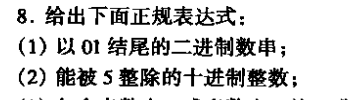 8. 给出下面正规表达式：
(1) 以 01 结尾的二进制数串；
(2) 能被 5 整除的十进制整数；